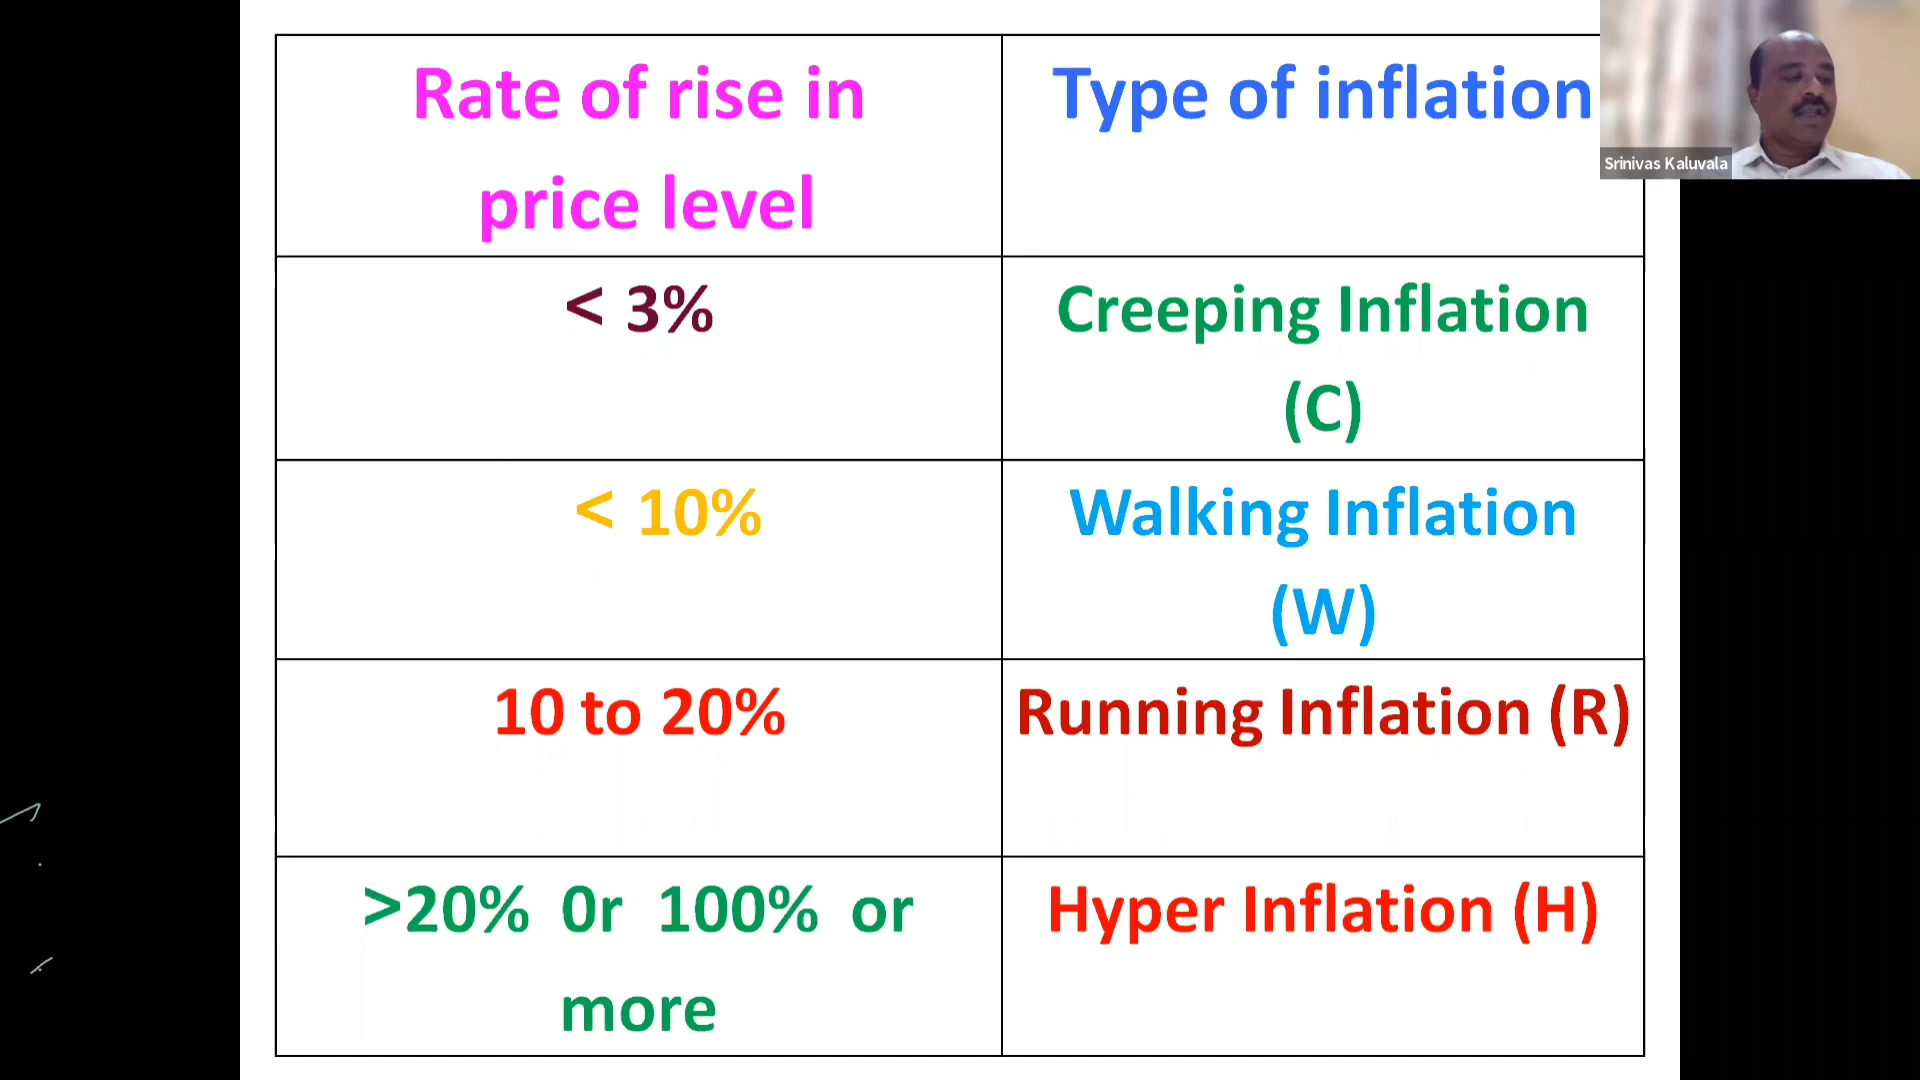 Rate of rise in
price level
Type of inflation
Srinivas Kaluvala
< 3%
Creeping Inflation
(C)
< 10%
Walking Inflation
(W)
10 to 20%
Running Inflation (R)
>20% 0r 100% or
more
Hyper Inflation (H)